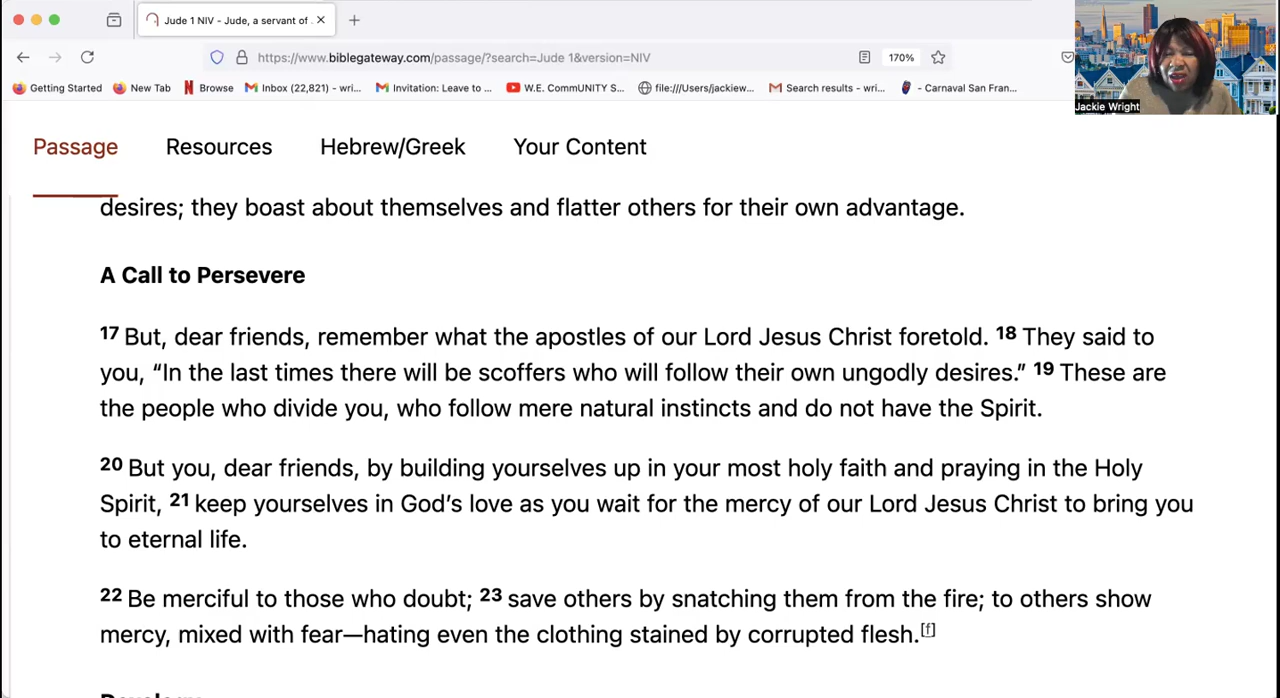 Jude 1 NIV - Jude, a servant of
https://www.biblegateway.com/passage/?search=Jude 1&version=NIV
170%
Getting Started
New Tab
Browse
Inbox (22,821) - wri...
Invitation: Leave to ...
W.E. CommUNITY S...
file:///Users/jackiew...
Search results - wri...
- Carnaval San Fran...
Jackie Wright
Passage Resources Hebrew/Greek Your Content
desires; they boast about themselves and flatter others for their own advantage.
A Call to Persevere
17 But, dear friends, remember what the apostles of our Lord Jesus Christ foretold. 18 They said to
you, “In the last times there will be scoffers who will follow their own ungodly desires.” 19 These are
the people who divide you, who follow mere natural instincts and do not have the Spirit.
20 But you, dear friends, by building yourselves up in your most holy faith and praying in the Holy
Spirit, 21 keep yourselves in God’s love as you wait for the mercy of our Lord Jesus Christ to bring you
to eternal life.
22 Be merciful to those who doubt; 23 save others by snatching them from the fire; to others show
mercy, mixed with fear—hating even the clothing stained by corrupted flesh.[f]